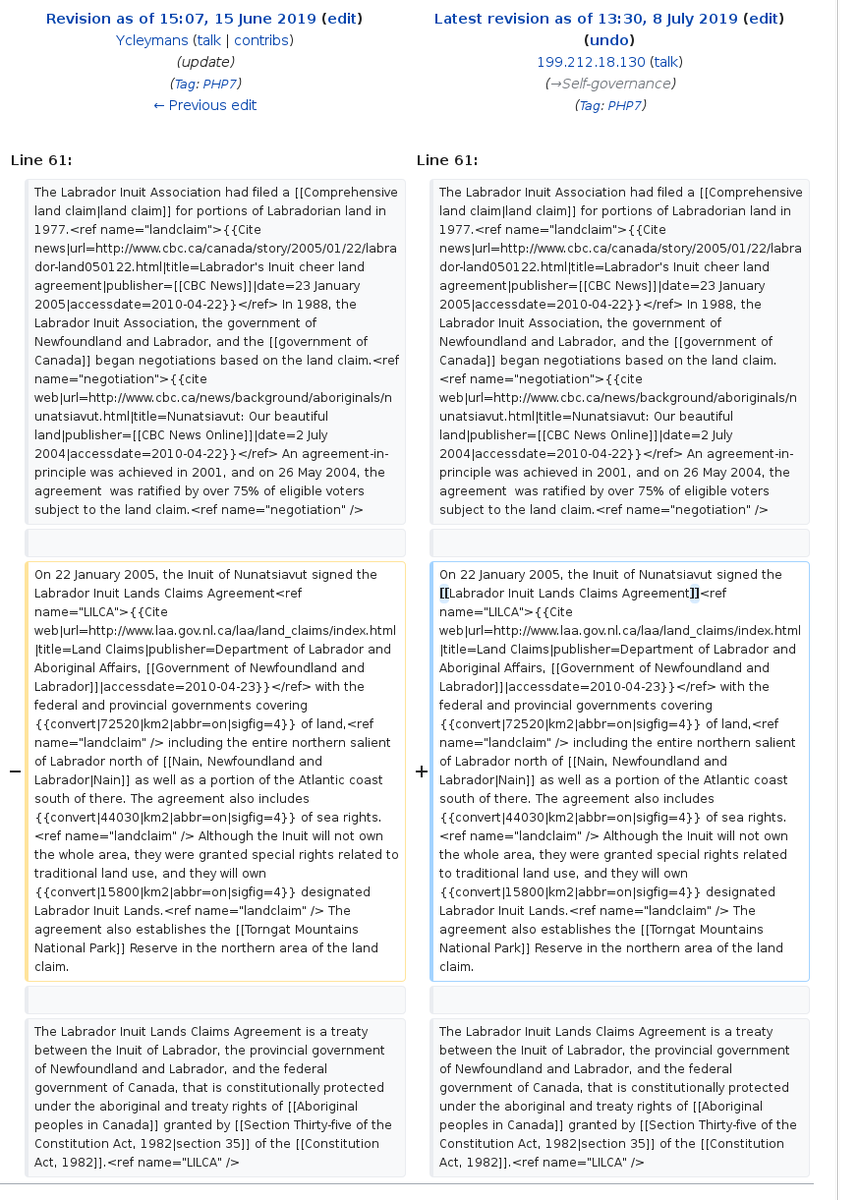 Revision as of 15:07, 15 June 2019 (edit)
Ycleymans (talk | contribs)
(update)
(Tag: PHP7)
← Previous edit
Latest revision as of 13:30, 8 July 2019 (edit)
(undo)
199.212.18.130 (talk)
(→Self-governance)
(Tag: PHP7)
Line 61:
Line 61:
The Labrador Inuit Association had filed a [[Comprehensive
land claim|land claim]] for portions of Labradorian land in
1977.<ref name="landclaim">{{Cite
news|url=http://www.cbc.ca/canada/story/2005/01/22/labra
dor-land050122.html|title=Labrador's Inuit cheer land
agreement|publisher=[[CBC News]]|date=23 January
2005|accessdate=2010-04-22}}</ref> In 1988, the
Labrador Inuit Association, the government of
Newfoundland and Labrador, and the [[government of
Canada]] began negotiations based on the land claim.<ref
name="negotiation">{{cite
web|url=http://www.cbc.ca/news/background/aboriginals/n
unatsiavut.html|title=Nunatsiavut: Our beautiful
land|publisher=[[CBC News Online]]|date=2 July
2004|accessdate=2010-04-22}}</ref> An agreement-in-
principle was achieved in 2001, and on 26 May 2004, the
agreement  was ratified by over 75% of eligible voters
subject to the land claim.<ref name="negotiation" />
The Labrador Inuit Association had filed a [[Comprehensive
land claim|land claim]] for portions of Labradorian land in
1977.<ref name="landclaim">{{Cite
news|url=http://www.cbc.ca/canada/story/2005/01/22/labra
dor-land050122.html|title=Labrador's Inuit cheer land
agreement|publisher=[[CBC News]]|date=23 January
2005|accessdate=2010-04-22}}</ref> In 1988, the
Labrador Inuit Association, the government of
Newfoundland and Labrador, and the [[government of
Canada]] began negotiations based on the land claim.
<ref name="negotiation">{{cite
web|url=http://www.cbc.ca/news/background/aboriginals/n
unatsiavut.html|title=Nunatsiavut: Our beautiful
land|publisher=[[CBC News Online]]|date=2 July
2004|accessdate=2010-04-22}}</ref> An agreement-in-
principle was achieved in 2001, and on 26 May 2004, the
agreement  was ratified by over 75% of eligible voters
subject to the land claim.<ref name="negotiation" />
−
On 22 January 2005, the Inuit of Nunatsiavut signed the
Labrador Inuit Lands Claims Agreement<ref
name="LILCA">{{Cite
web|url=http://www.laa.gov.nl.ca/laa/land_claims/index.html
|title=Land Claims|publisher=Department of Labrador and
Aboriginal Affairs, [[Government of Newfoundland and
Labrador]]|accessdate=2010-04-23}}</ref> with the
federal and provincial governments covering
{{convert|72520|km2|abbr=on|sigfig=4}} of land,<ref
name="landclaim" /> including the entire northern salient
of Labrador north of [[Nain, Newfoundland and
Labrador|Nain]] as well as a portion of the Atlantic coast
south of there. The agreement also includes
{{convert|44030|km2|abbr=on|sigfig=4}} of sea rights.
<ref name="landclaim" /> Although the Inuit will not own
the whole area, they were granted special rights related to
traditional land use, and they will own
{{convert|15800|km2|abbr=on|sigfig=4}} designated
Labrador Inuit Lands.<ref name="landclaim" /> The
agreement also establishes the [[Torngat Mountains
National Park]] Reserve in the northern area of the land
claim.
+
On 22 January 2005, the Inuit of Nunatsiavut signed the
[[Labrador Inuit Lands Claims Agreement]]<ref
name="LILCA">{{Cite
web|url=http://www.laa.gov.nl.ca/laa/land_claims/index.html
|title=Land Claims|publisher=Department of Labrador and
Aboriginal Affairs, [[Government of Newfoundland and
Labrador]]|accessdate=2010-04-23}}</ref> with the
federal and provincial governments covering
{{convert|72520|km2|abbr=on|sigfig=4}} of land,<ref
name="landclaim" /> including the entire northern salient
of Labrador north of [[Nain, Newfoundland and
Labrador|Nain]] as well as a portion of the Atlantic coast
south of there. The agreement also includes
{{convert|44030|km2|abbr=on|sigfig=4}} of sea rights.
<ref name="landclaim" /> Although the Inuit will not own
the whole area, they were granted special rights related
to traditional land use, and they will own
{{convert|15800|km2|abbr=on|sigfig=4}} designated
Labrador Inuit Lands.<ref name="landclaim" /> The
agreement also establishes the [[Torngat Mountains
National Park]] Reserve in the northern area of the land
claim.
The Labrador Inuit Lands Claims Agreement is a treaty
between the Inuit of Labrador, the provincial government
of Newfoundland and Labrador, and the federal
government of Canada, that is constitutionally protected
under the aboriginal and treaty rights of [[Aboriginal
peoples in Canada]] granted by [[Section Thirty-five of the
Constitution Act, 1982|section 35]] of the [[Constitution
Act, 1982]].<ref name="LILCA" />
The Labrador Inuit Lands Claims Agreement is a treaty
between the Inuit of Labrador, the provincial government
of Newfoundland and Labrador, and the federal
government of Canada, that is constitutionally protected
under the aboriginal and treaty rights of [[Aboriginal
peoples in Canada]] granted by [[Section Thirty-five of the
Constitution Act, 1982|section 35]] of the [[Constitution
Act, 1982]].<ref name="LILCA" />